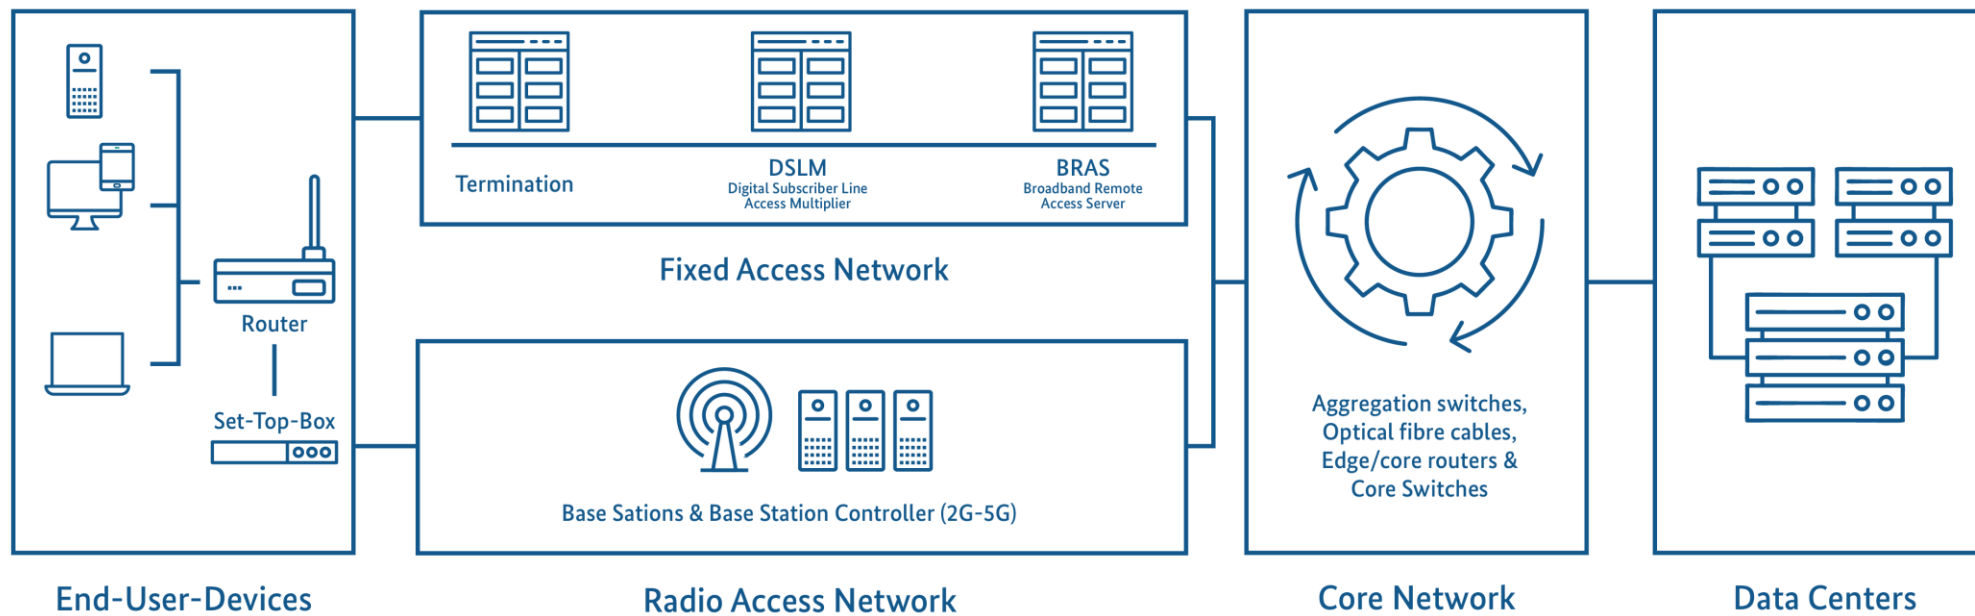 Router
Set-Top-Box
End-User-Devices
Termination
DSLM
Digital Subscriber Line
Access Multiplier
BRAS
Broadband Remote
Access Server
Fixed Access Network
Base Sations & Base Station Controller (2G-5G)
Radio Access Network
Aggregation switches,
Optical fibre cables,
Edge/core routers &
Core Switches
Core Network
Data Centers